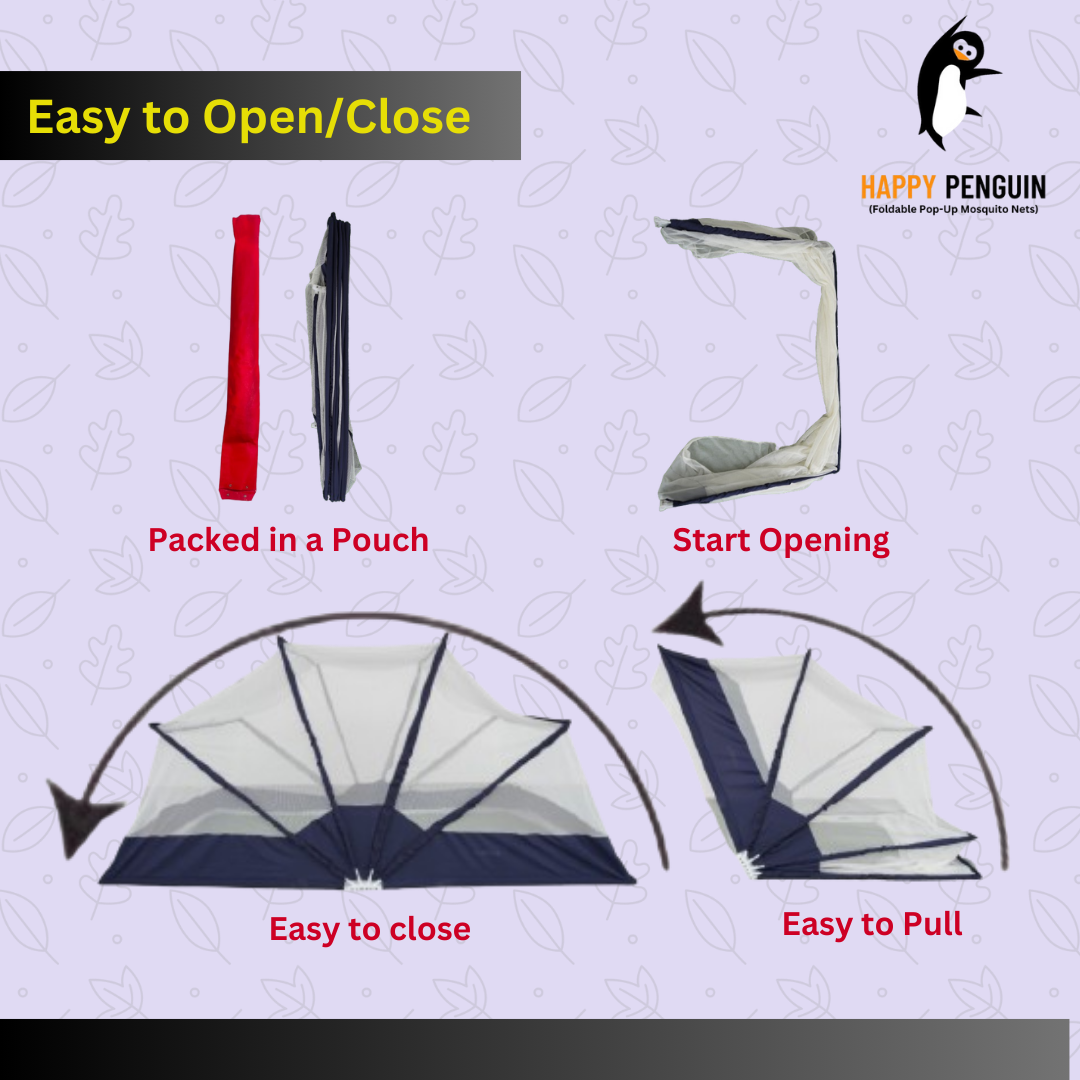 Easy to Open/Close
HAPPY PENGUIN
(Foldable Pop-Up Mosquito Nets)
Packed in a Pouch
Start Opening
Easy to close
Easy to Pull